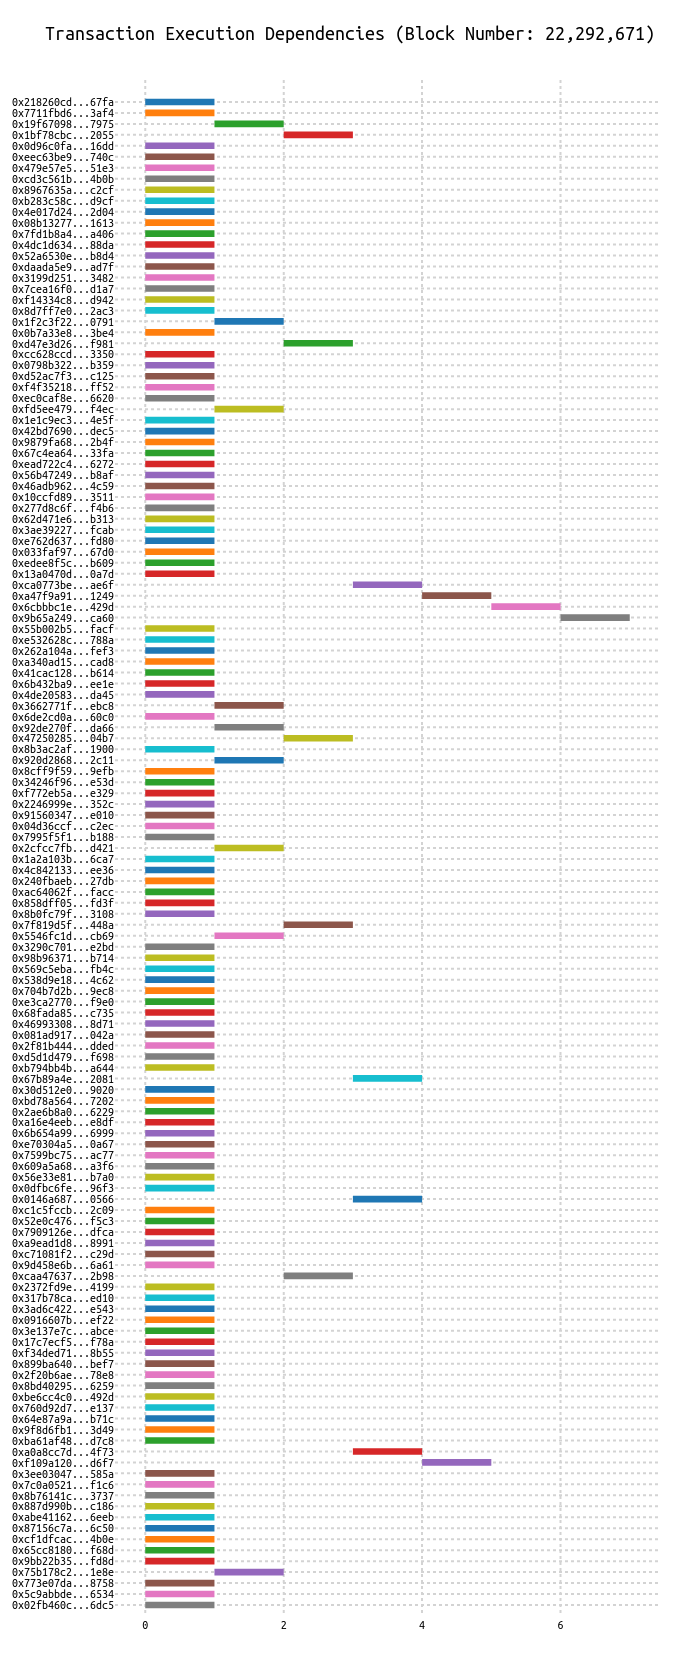 Transaction Execution Dependencies (Block Number: 22,292,671)
0x218260cd...67fa
0x7711fbd6...3af4
0x19f67098...7975
0x1bf78cbc...2055
0x0d96c0fa...16dd
0xeec63be9...740c
0x479e57e5...51e3
0xcd3c561b...4b0b
0x8967635a...c2cf
0xb283c58c...d9cf
0x4e017d24...2d04
0x08b13277...1613
0x7fd1b8a4...a406
0x4dc1d634...88da
0x52a6530e...b8d4
0xdaada5e9...ad7f
0x3199d251...3482
0x7cea16f0...d1a7
0xf14334c8...d942
0x8d7ff7e0...2ac3
0x1f2c3f22...0791
0x0b7a33e8...3be4
0xd47e3d26...f981
0xcc628ccd...3350
0x0798b322...b359
0xd52ac7f3...c125
0xf4f35218...ff52
0xec0caf8e...6620
0xfd5ee479...f4ec
0x1e1c9ec3...4e5f
0x42bd7690...dec5
0x9879fa68...2b4f
0x67c4ea64...33fa
0xead722c4...6272
0x56b47249...b8af
0x46adb962...4c59
0x10ccfd89...3511
0x277d8c6f...f4b6
0x62d471e6...b313
0x3ae39227...fcab
0xe762d637...fd80
0x033faf97...67d0
0xedee8f5c...b609
0x13a0470d...0a7d
0xca0773be...ae6f
0xa47f9a91...1249
0x6cbbbc1e...429d
0x9b65a249...ca60
0x55b002b5...facf
0xe532628c...788a
0x262a104a...fef3
0xa340ad15...cad8
0x41cac128...b614
0x6b432ba9...ee1e
0x4de20583...da45
0x3662771f...ebc8
0x6de2cd0a...60c0
0x92de270f...da66
0x47250285...04b7
0x8b3ac2af...1900
0x920d2868...2c11
0x8cff9f59...9efb
0x34246f96...e53d
0xf772eb5a...e329
0x2246999e...352c
0x91560347...e010
0x04d36ccf...c2ec
0x7995f5f1...b188
0x2cfcc7fb...d421
0x1a2a103b...6ca7
0x4c842133...ee36
0x240fbaeb...27db
0xac64062f...facc
0x858dff05...fd3f
0x8b0fc79f...3108
0x7f819d5f...448a
0x5546fc1d...cb69
0x3290c701...e2bd
0x98b96371...b714
0x569c5eba...fb4c
0x538d9e18...4c62
0x704b7d2b...9ec8
0xe3ca2770...f9e0
0x68fada85...c735
0x46993308...8d71
0x081ad917...042a
0x2f81b444...dded
0xd5d1d479...f698
0xb794bb4b...a644
0x67b89a4e...2081
0x30d512e0...9020
0xbd78a564...7202
0x2ae6b8a0...6229
0xa16e4eeb...e8df
0x6b654a99...6999
0xe70304a5...0a67
0x7599bc75...ac77
0x609a5a68...a3f6
0x56e33e81...b7a0
0x0dfbc6fe...96f3
0x0146a687...0566
0xc1c5fccb...2c09
0x52e0c476...f5c3
0x7909126e...dfca
0xa9ead1d8...8991
0xc71081f2...c29d
0x9d458e6b...6a61
0xcaa47637...2b98
0x2372fd9e...4199
0x317b78ca...ed10
0x3ad6c422...e543
0x0916607b...ef22
0x3e137e7c...abce
0x17c7ecf5...f78a
0xf34ded71...8b55
0x899ba640...bef7
0x2f20b6ae...78e8
0x8bd40295...6259
0xbe6cc4c0...492d
0x760d92d7...e137
0x64e87a9a...b71c
0x9f8d6fb1...3d49
0xba61af48...d7c8
0xa0a8cc7d...4f73
0xf109a120...d6f7
0x3ee03047...585a
0x7c0a0521...f1c6
0x8b76141c...3737
0x887d990b...c186
0xabe41162...6eeb
0x87156c7a...6c50
0xcf1dfcac...4b0e
0x65cc8180...f68d
0x9bb22b35...fd8d
0x75b178c2...1e8e
0x773e07da...8758
0x5c9abbde...6534
0x02fb460c...6dc5
0 2 4 6